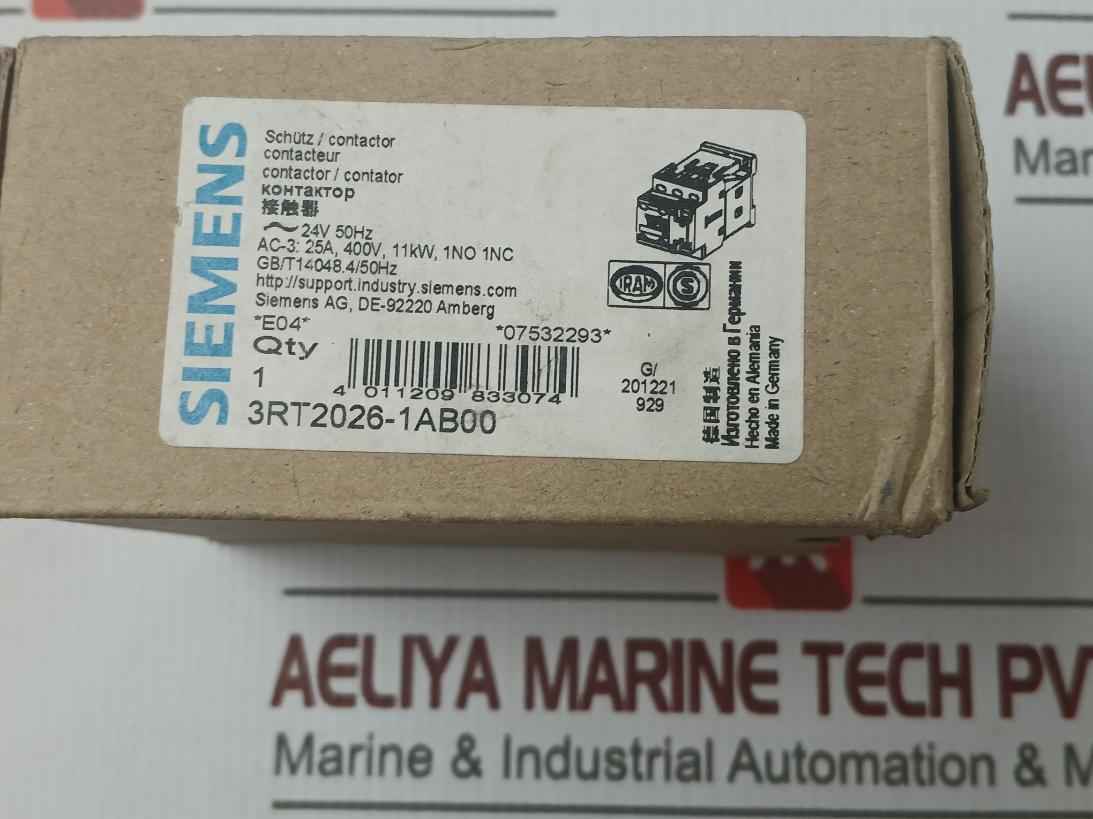 SIEMENS
Schütz / contactor
contacteur
contactor / contator
контактор
接触器
~ 24V 50Hz
AC-3: 25A, 400V, 11kW, 1NO 1NC
GB/T14048.4/50Hz
http://support.industry.siemens.com
Siemens AG, DE-92220 Amberg
*E04*
*07532293*
Qty
1
4 011209 833074
3RT2026-1AB00
IRAM
S
G/
201221
929
德国制造
Изготовлено в Германии
Hecho en Alemania
Made in Germany
AEL
Mar
AELIYA MARINE TECH PV
Marine & Industrial Automation & M